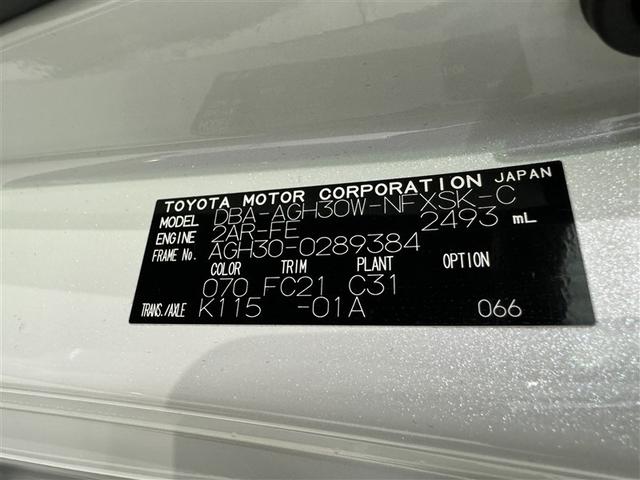 TOYOTA MOTOR CORPORATION JAPAN
MODEL DBA-AGH30W-NFXSK-C
ENGINE 2AR-FE 2493 mL
FRAME No. AGH30-0289384
COLOR TRIM PLANT OPTION
070 FC21 C31
TRANS./AXLE K115 -01A 066